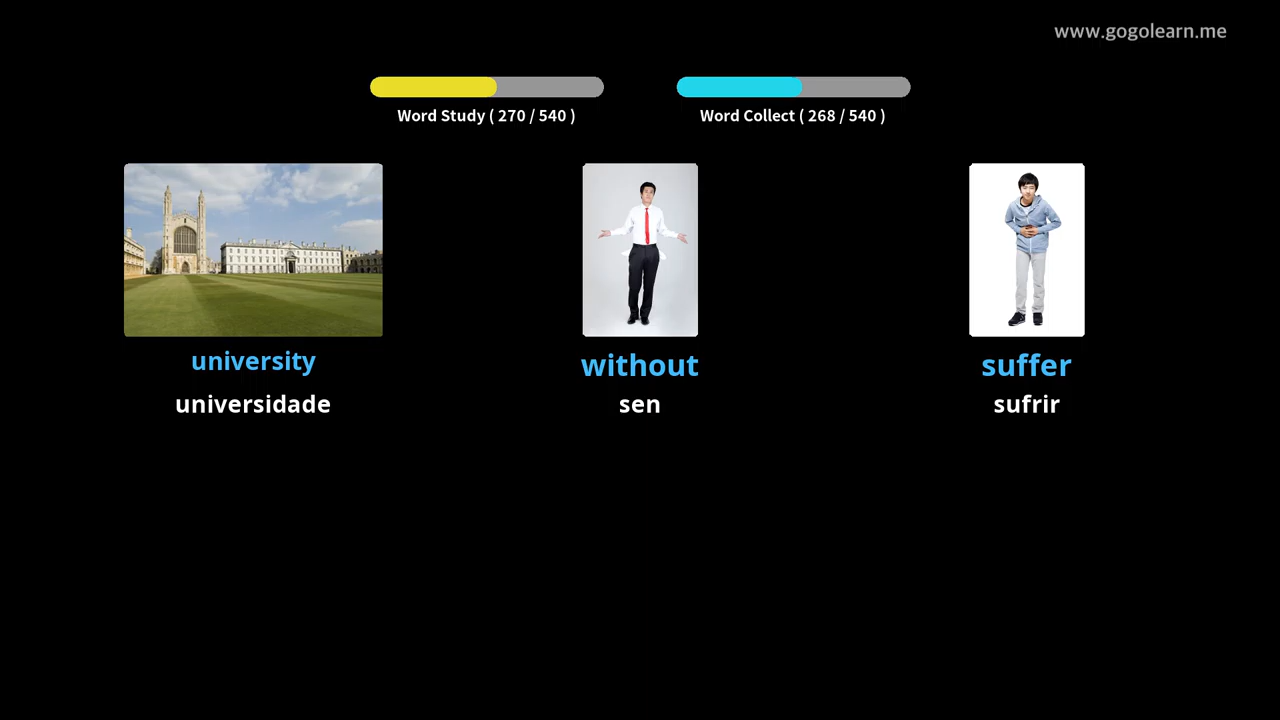 www.gogolearn.me
Word Study ( 270 / 540 )
Word Collect ( 268 / 540 )
university
without
suffer
universidade
sen
sufrir